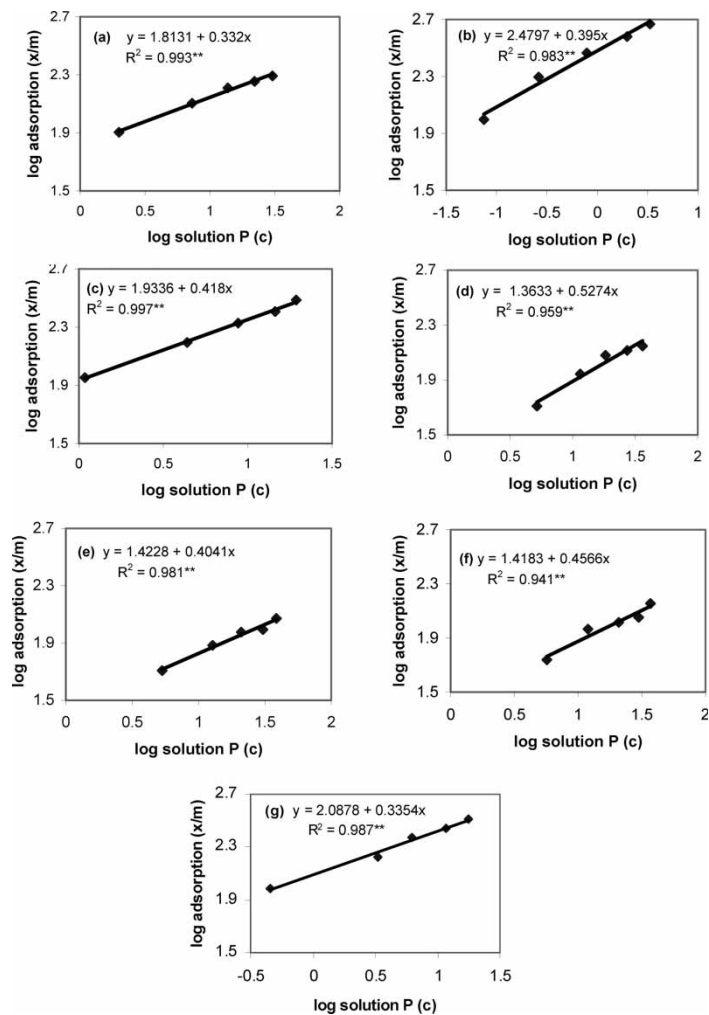 (a) y = 1.8131 + 0.332x
R² = 0.993**
log adsorption (x/m)
2.7
2.3
1.9
1.5
0 0.5 1 1.5 2
log solution P (c)
(b) y = 2.4797 + 0.395x
R² = 0.983**
log adsorption (x/m)
2.7
2.3
1.9
1.5
-1.5 -1 -0.5 0 0.5 1
log solution P (c)
(c) y = 1.9336 + 0.418x
R² = 0.997**
log adsorption (x/m)
2.7
2.3
1.9
1.5
0 0.5 1 1.5
log solution P (c)
(d) y = 1.3633 + 0.5274x
R² = 0.959**
log adsorption (x/m)
2.7
2.3
1.9
1.5
0 0.5 1 1.5 2
log solution P (c)
(e) y = 1.4228 + 0.4041x
R² = 0.981**
log adsorption (x/m)
2.7
2.3
1.9
1.5
0 0.5 1 1.5 2
log solution P (c)
(f) y = 1.4183 + 0.4566x
R² = 0.941**
log adsorption (x/m)
2.7
2.3
1.9
1.5
0 0.5 1 1.5 2
log solution P (c)
(g) y = 2.0878 + 0.3354x
R² = 0.987**
log adsorption (x/m)
2.7
2.3
1.9
1.5
-0.5 0 0.5 1 1.5
log solution P (c)